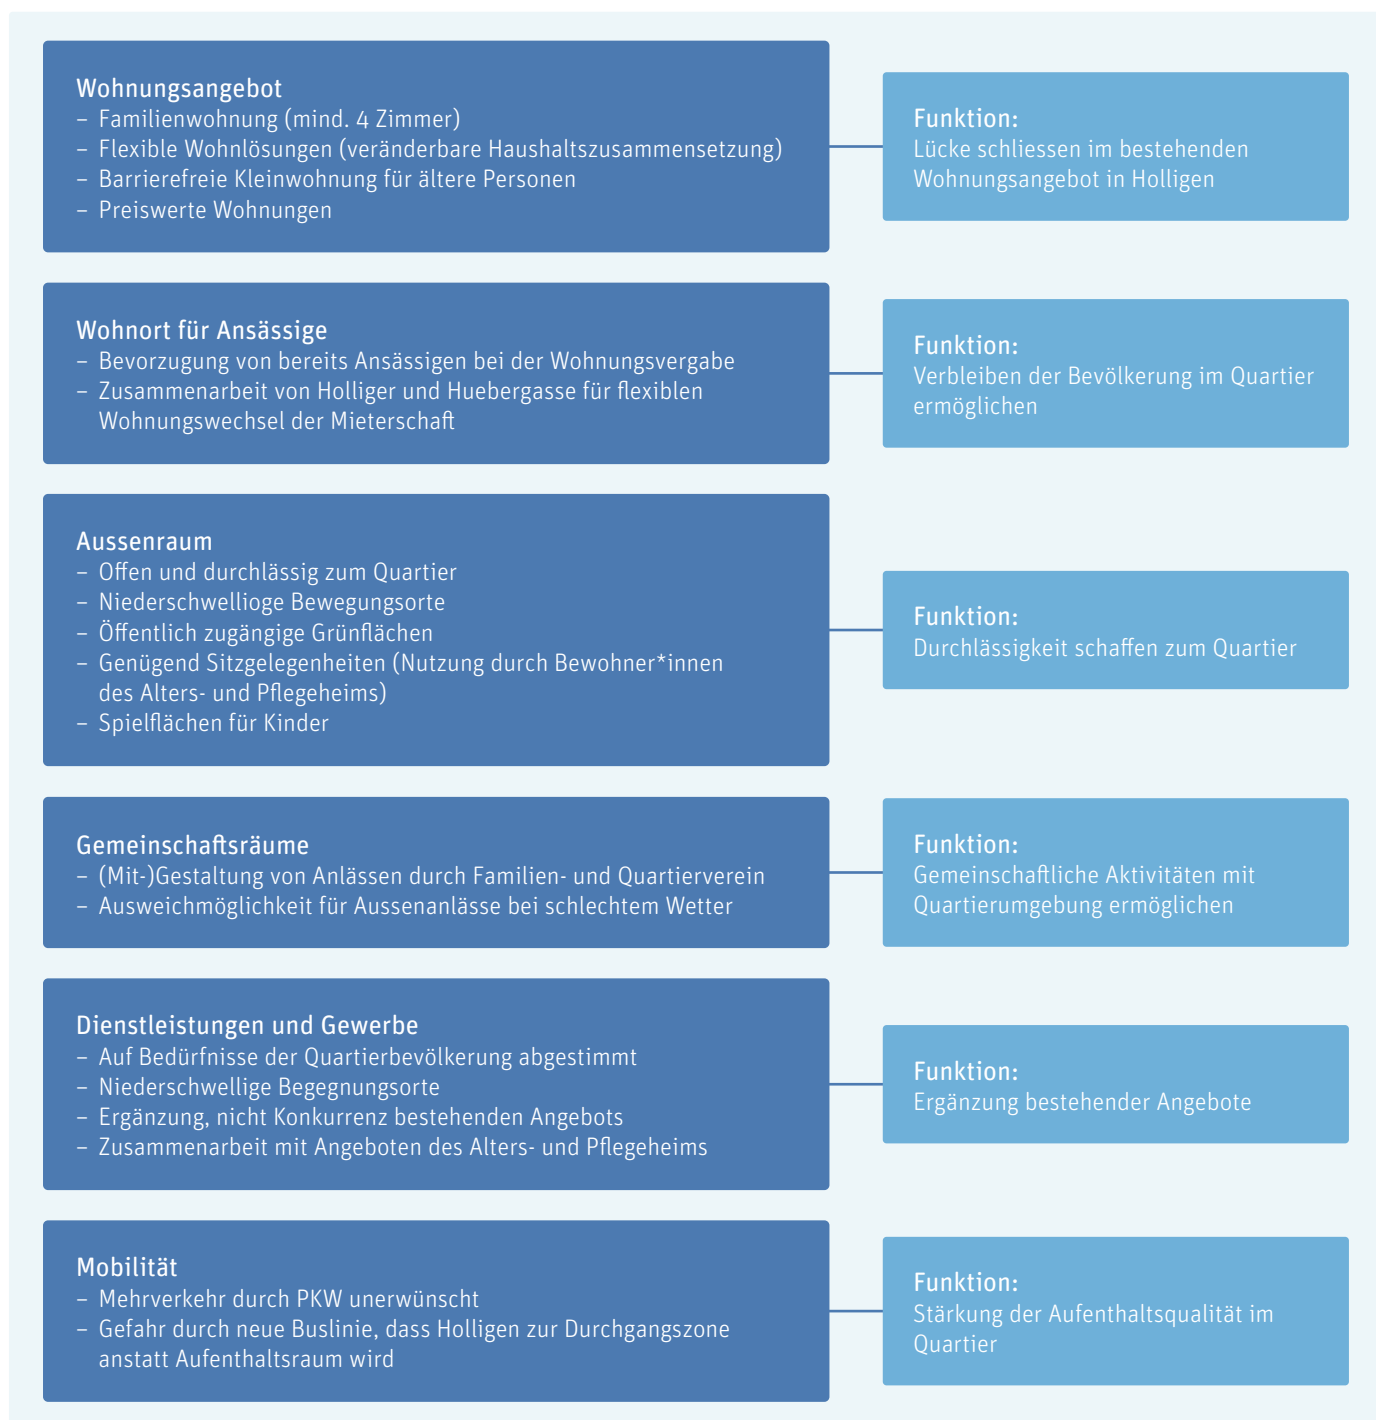 Wohnungsangebot
– Familienwohnung (mind. 4 Zimmer)
– Flexible Wohnlösungen (veränderbare Haushaltszusammensetzung)
– Barrierefreie Kleinwohnung für ältere Personen
– Preiswerte Wohnungen
Funktion:
Lücke schliessen im bestehenden
Wohnungsangebot in Holligen
Wohnort für Ansässige
– Bevorzugung von bereits Ansässigen bei der Wohnungsvergabe
– Zusammenarbeit von Holliger und Huebergasse für flexiblen
Wohnungswechsel der Mieterschaft
Funktion:
Verbleiben der Bevölkerung im Quartier
ermöglichen
Aussenraum
– Offen und durchlässig zum Quartier
– Niederschwellioge Bewegungsorte
– Öffentlich zugängige Grünflächen
– Genügend Sitzgelegenheiten (Nutzung durch Bewohner*innen
des Alters- und Pflegeheims)
– Spielflächen für Kinder
Funktion:
Durchlässigkeit schaffen zum Quartier
Gemeinschaftsräume
– (Mit-)Gestaltung von Anlässen durch Familien- und Quartierverein
– Ausweichmöglichkeit für Aussenanlässe bei schlechtem Wetter
Funktion:
Gemeinschaftliche Aktivitäten mit
Quartierumgebung ermöglichen
Dienstleistungen und Gewerbe
– Auf Bedürfnisse der Quartierbevölkerung abgestimmt
– Niederschwellige Begegnungsorte
– Ergänzung, nicht Konkurrenz bestehenden Angebots
– Zusammenarbeit mit Angeboten des Alters- und Pflegeheims
Funktion:
Ergänzung bestehender Angebote
Mobilität
– Mehrverkehr durch PKW unerwünscht
– Gefahr durch neue Buslinie, dass Holligen zur Durchgangszone
anstatt Aufenthaltsraum wird
Funktion:
Stärkung der Aufenthaltsqualität im
Quartier